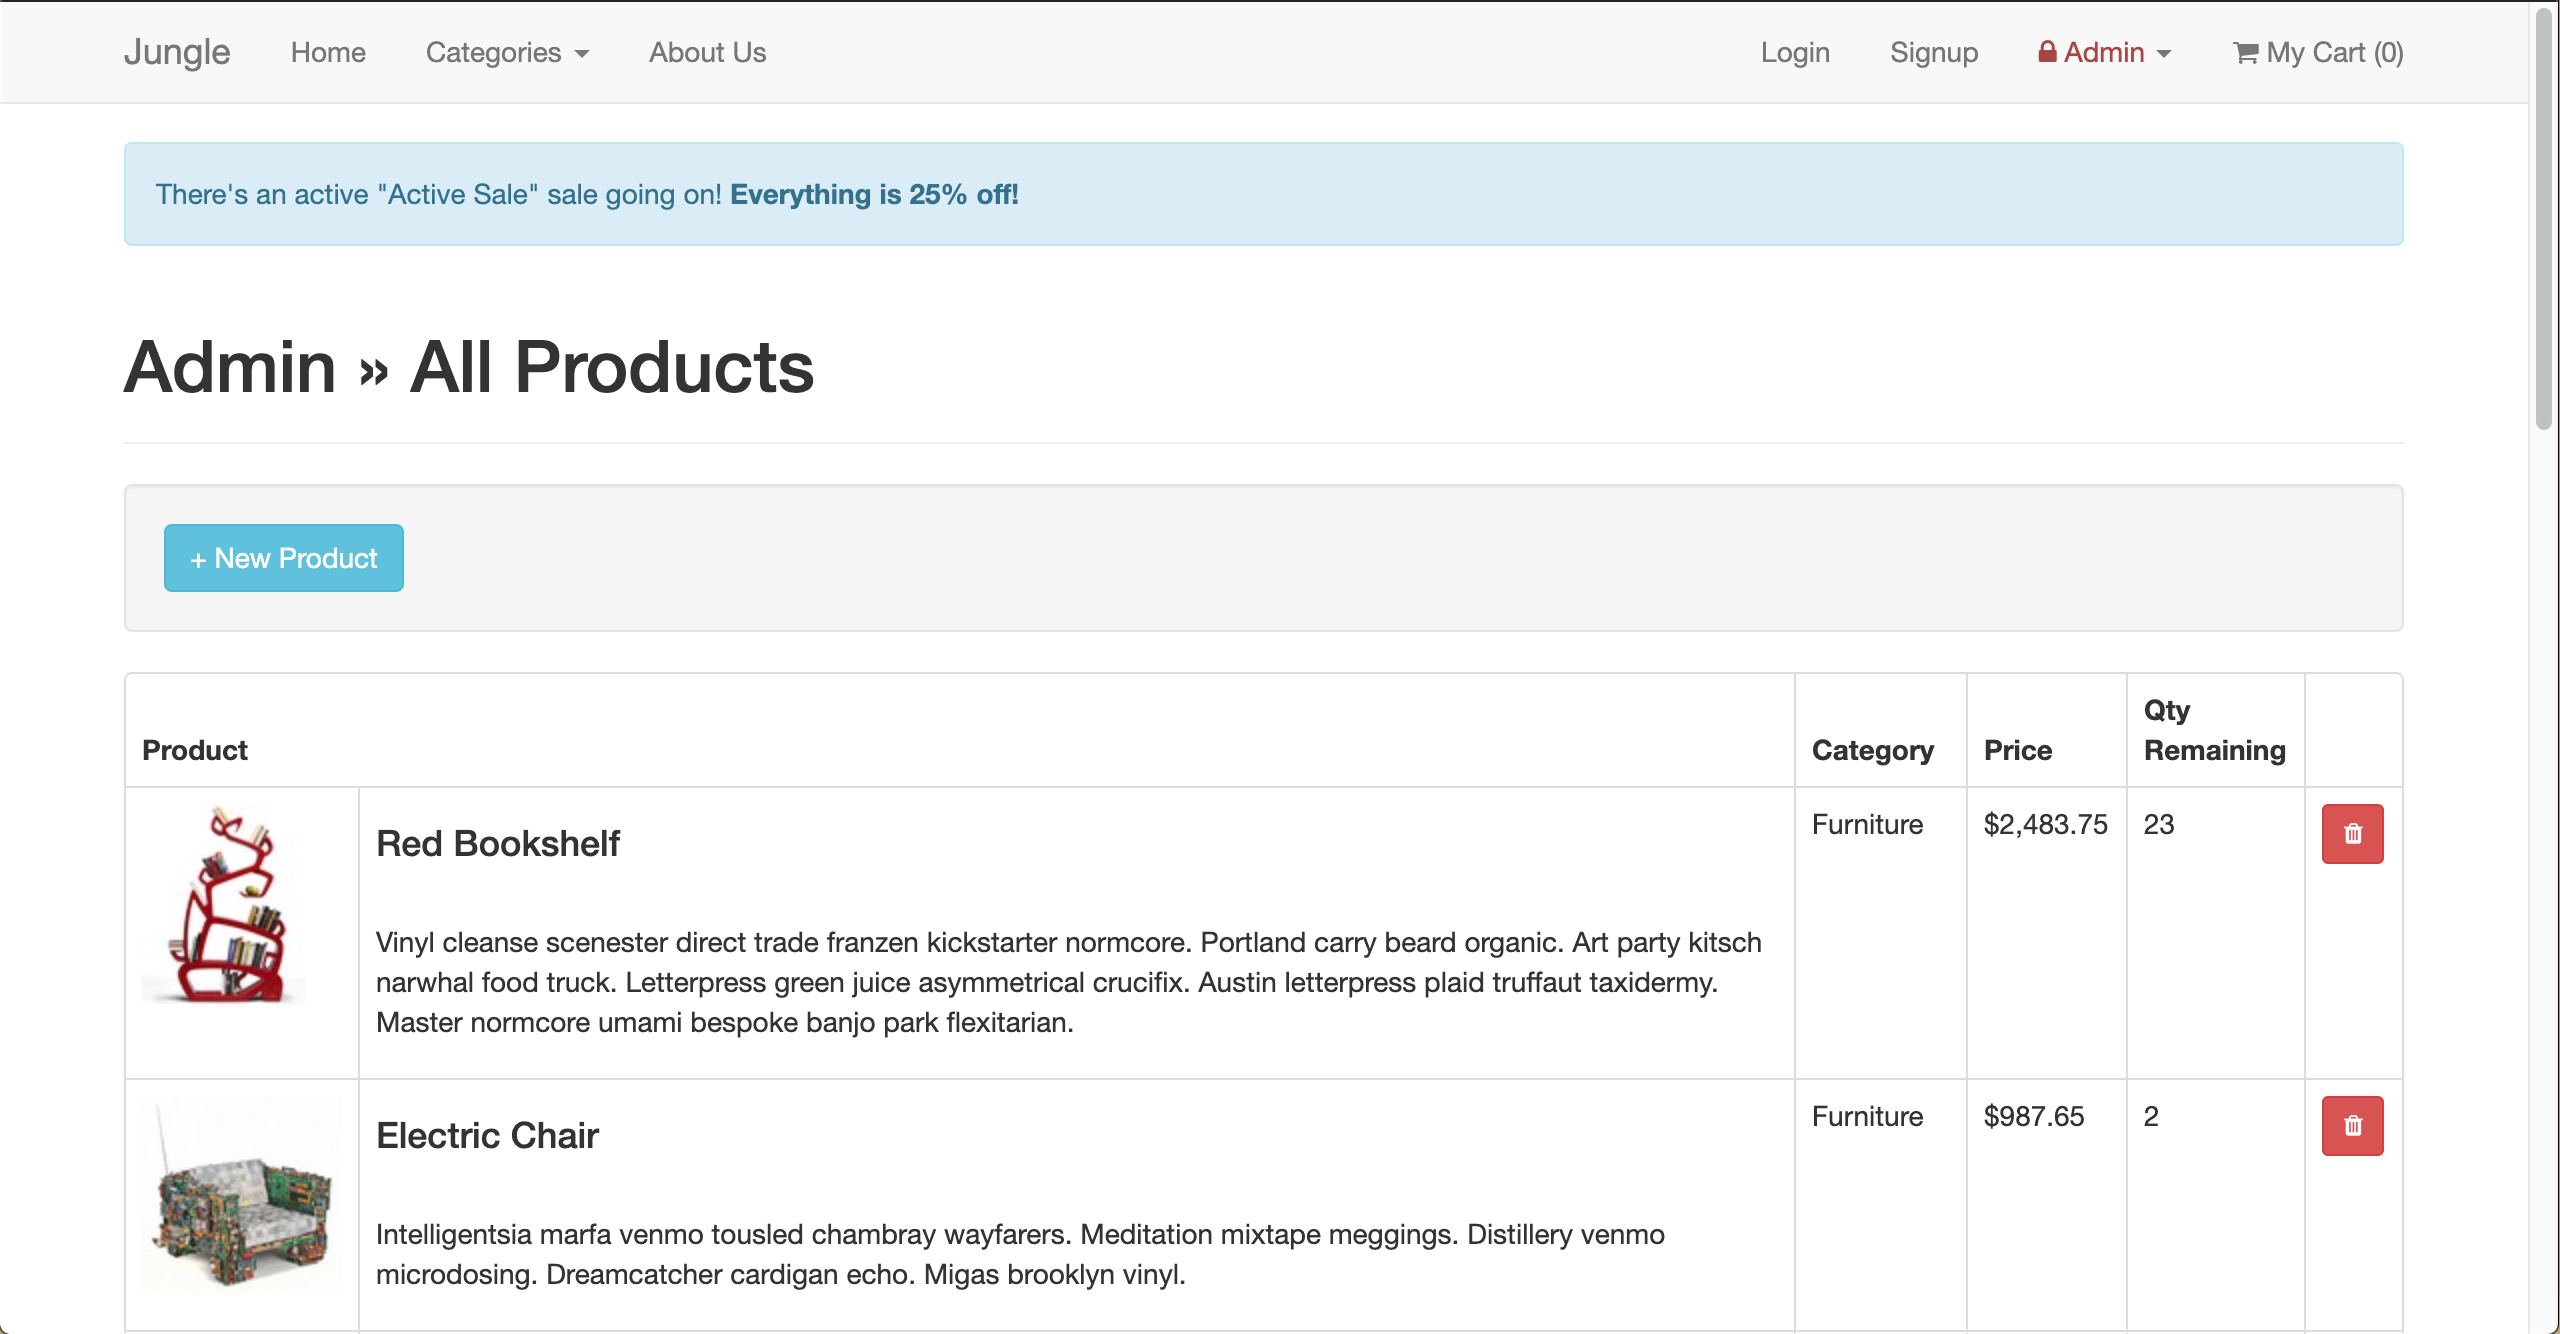 Jungle Home Categories About Us Login Signup Admin My Cart (0)
There's an active "Active Sale" sale going on! Everything is 25% off!
Admin » All Products
+ New Product
Product Category Price Qty Remaining
Red Bookshelf
Furniture $2,483.75 23
Vinyl cleanse scenester direct trade franzen kickstarter normcore. Portland carry beard organic. Art party kitsch
narwhal food truck. Letterpress green juice asymmetrical crucifix. Austin letterpress plaid truffaut taxidermy.
Master normcore umami bespoke banjo park flexitarian.
Electric Chair
Furniture $987.65 2
Intelligentsia marfa venmo tousled chambray wayfarers. Meditation mixtape meggings. Distillery venmo
microdosing. Dreamcatcher cardigan echo. Migas brooklyn vinyl.